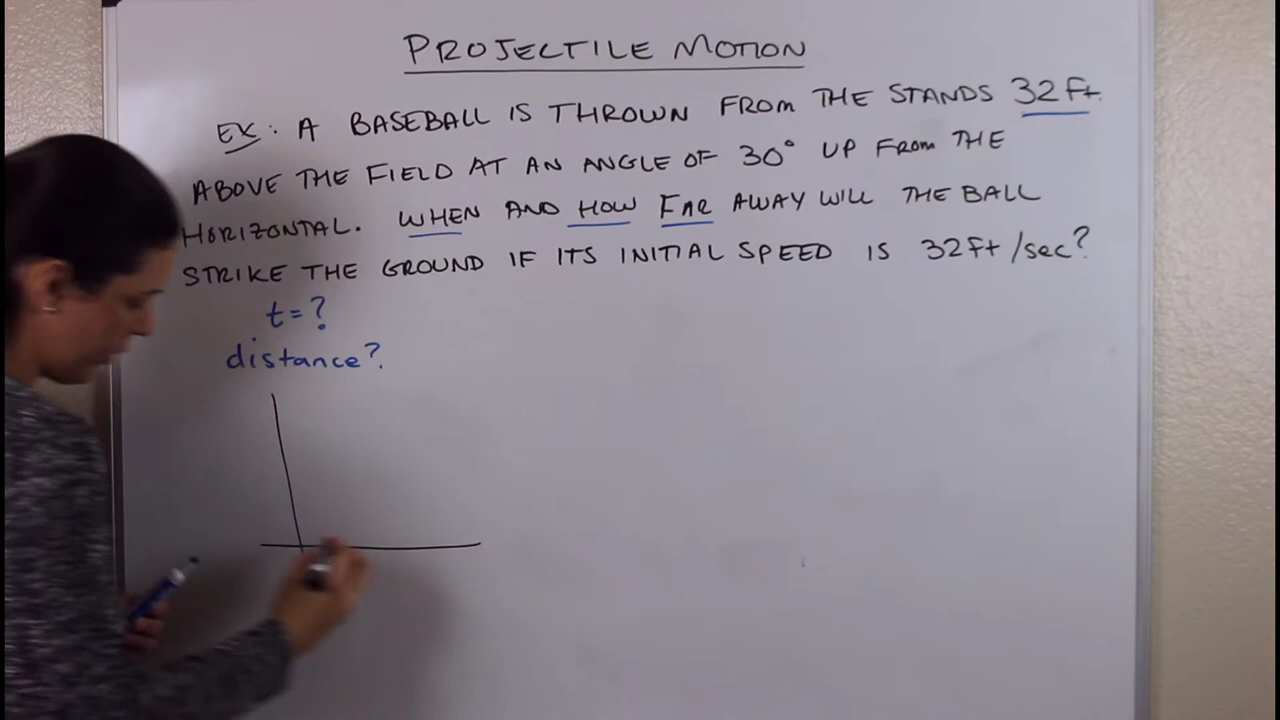 PROJECTILE MOTION
EX: A BASEBALL IS THROWN FROM THE STANDS 32 Ft.
ABOVE THE FIELD AT AN ANGLE OF 30° UP FROM THE
HORIZONTAL. WHEN AND HOW FAR AWAY WILL THE BALL
STRIKE THE GROUND IF ITS INITIAL SPEED IS 32 Ft /sec?
t = ?
distance?